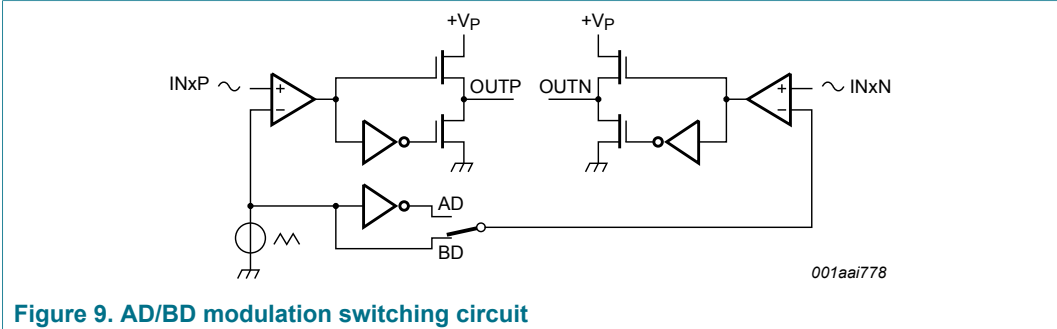 +VP +VP
INxP + OUTP OUTN + INxN
− −
AD
BD
001aai778
Figure 9. AD/BD modulation switching circuit